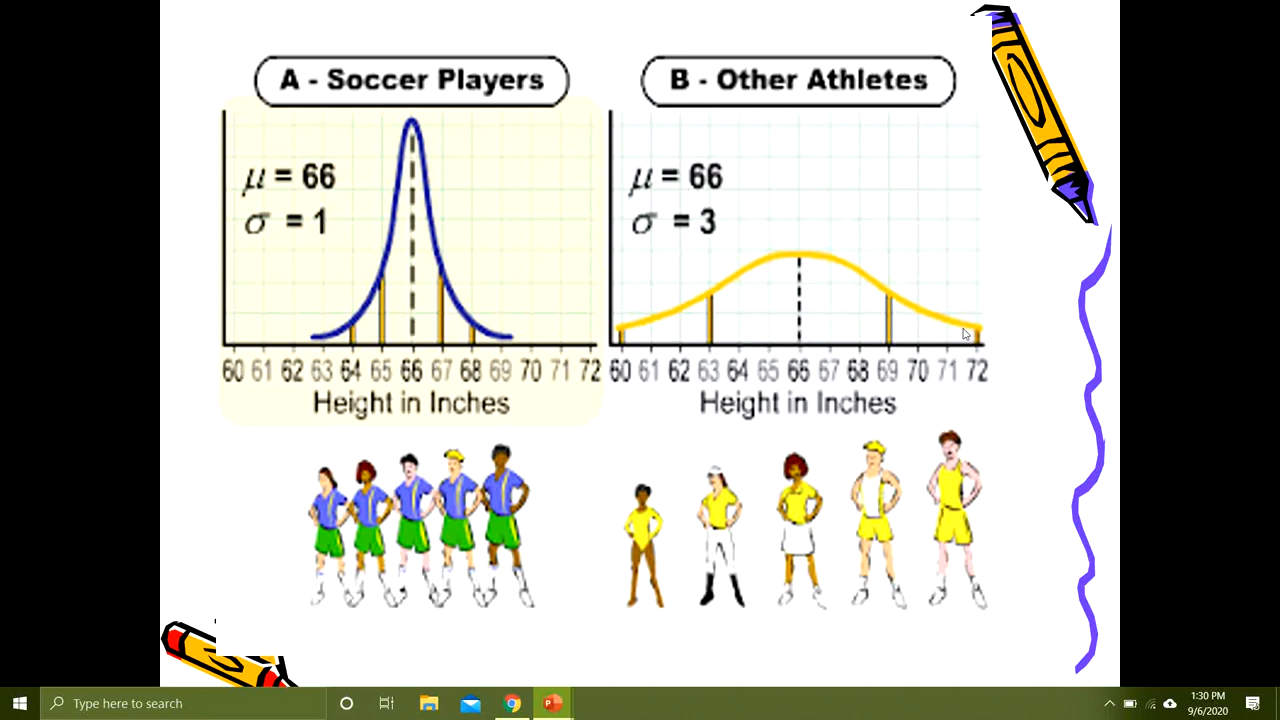 A - Soccer Players
μ = 66
σ = 1
60 61 62 63 64 65 66 67 68 69 70 71 72
Height in Inches
B - Other Athletes
μ = 66
σ = 3
60 61 62 63 64 65 66 67 68 69 70 71 72
Height in Inches
Type here to search
1:30 PM
9/6/2020